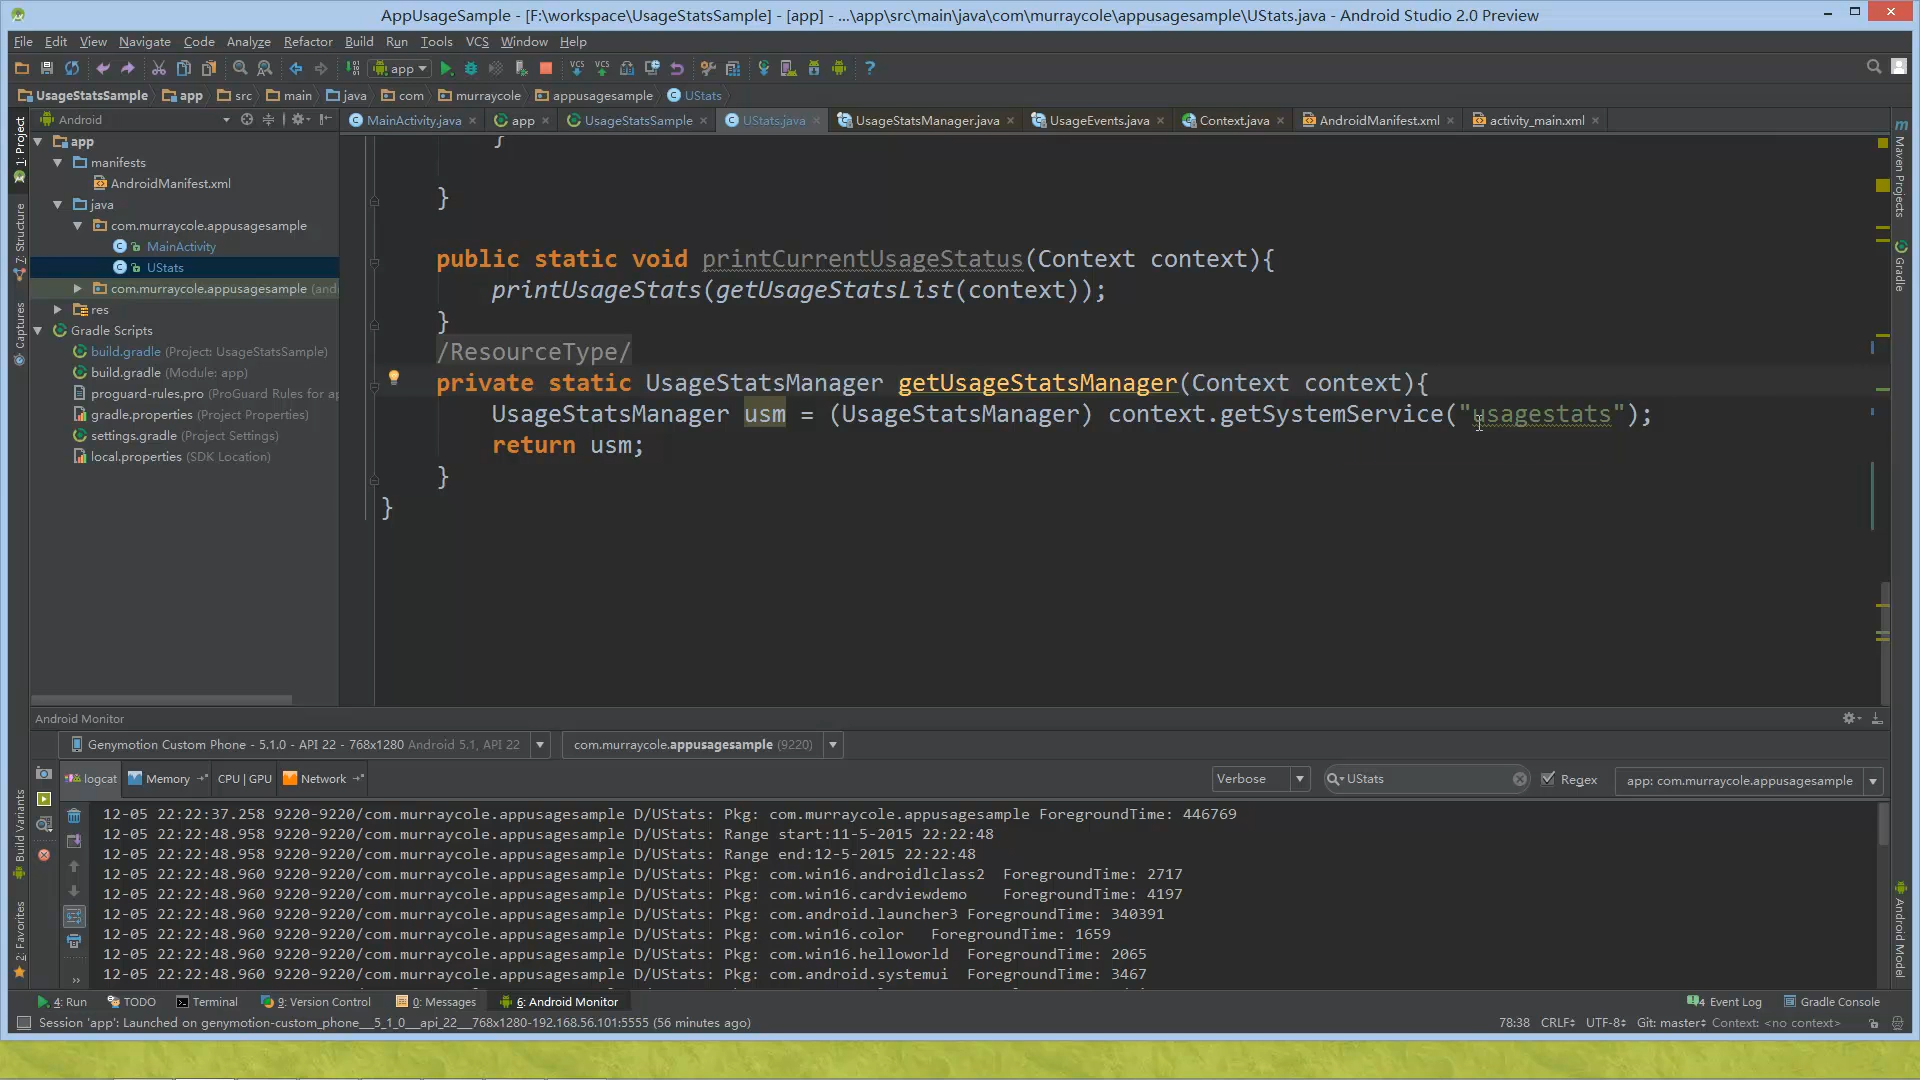 AppUsageSample - [F:\workspace\UsageStatsSample] - [app] - ...\app\src\main\java\com\murraycole\appusagesample\UStats.java - Android Studio 2.0 Preview
File Edit View Navigate Code Analyze Refactor Build Run Tools VCS Window Help
app
UsageStatsSample app src main java com murraycole appusagesample UStats
Android
MainActivity.java app UsageStatsSample UStats.java UsageStatsManager.java UsageEvents.java Context.java AndroidManifest.xml activity_main.xml
1: Project
7: Structure
Captures
Build Variants
2: Favorites
app
manifests
AndroidManifest.xml
java
com.murraycole.appusagesample
MainActivity
UStats
com.murraycole.appusagesample (and
res
Gradle Scripts
build.gradle (Project: UsageStatsSample)
build.gradle (Module: app)
proguard-rules.pro (ProGuard Rules for ap
gradle.properties (Project Properties)
settings.gradle (Project Settings)
local.properties (SDK Location)
}
}
public static void printCurrentUsageStatus(Context context){
printUsageStats(getUsageStatsList(context));
}
/ResourceType/
private static UsageStatsManager getUsageStatsManager(Context context){
UsageStatsManager usm = (UsageStatsManager) context.getSystemService("usagestats");
return usm;
}
}
Maven Projects
Gradle
Android Model
Android Monitor
Genymotion Custom Phone - 5.1.0 - API 22 - 768x1280 Android 5.1, API 22
com.murraycole.appusagesample (9220)
logcat Memory CPU | GPU Network
Verbose UStats Regex app: com.murraycole.appusagesample
12-05 22:22:37.258 9220-9220/com.murraycole.appusagesample D/UStats: Pkg: com.murraycole.appusagesample ForegroundTime: 446769
12-05 22:22:48.958 9220-9220/com.murraycole.appusagesample D/UStats: Range start:11-5-2015 22:22:48
12-05 22:22:48.958 9220-9220/com.murraycole.appusagesample D/UStats: Range end:12-5-2015 22:22:48
12-05 22:22:48.960 9220-9220/com.murraycole.appusagesample D/UStats: Pkg: com.win16.androidlclass2 ForegroundTime: 2717
12-05 22:22:48.960 9220-9220/com.murraycole.appusagesample D/UStats: Pkg: com.win16.cardviewdemo ForegroundTime: 4197
12-05 22:22:48.960 9220-9220/com.murraycole.appusagesample D/UStats: Pkg: com.android.launcher3 ForegroundTime: 340391
12-05 22:22:48.960 9220-9220/com.murraycole.appusagesample D/UStats: Pkg: com.win16.color ForegroundTime: 1659
12-05 22:22:48.960 9220-9220/com.murraycole.appusagesample D/UStats: Pkg: com.win16.helloworld ForegroundTime: 2065
12-05 22:22:48.960 9220-9220/com.murraycole.appusagesample D/UStats: Pkg: com.android.systemui ForegroundTime: 3467
4: Run TODO Terminal 9: Version Control 0: Messages 6: Android Monitor 4 Event Log Gradle Console
Session 'app': Launched on genymotion-custom_phone__5_1_0__api_22__768x1280-192.168.56.101:5555 (56 minutes ago)
78:38 CRLF UTF-8 Git: master Context: <no context>